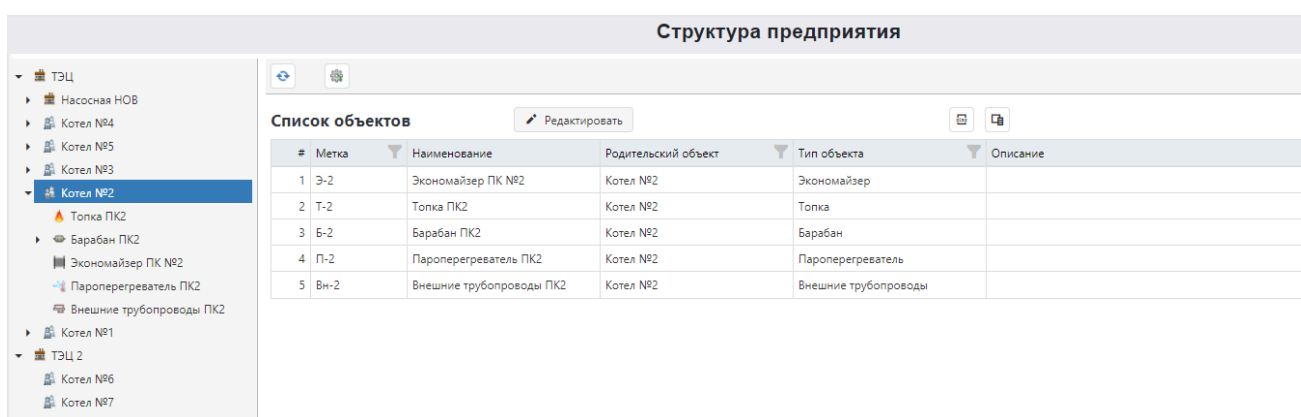 Структура предприятия
ТЭЦ
Насосная НОВ
Котел №4
Котел №5
Котел №3
Котел №2
Топка ПК2
Барабан ПК2
Экономайзер ПК №2
Пароперегреватель ПК2
Внешние трубопроводы ПК2
Котел №1
ТЭЦ 2
Котел №6
Котел №7
Список объектов Редактировать
# Метка Наименование Родительский объект Тип объекта Описание
1 Э-2 Экономайзер ПК №2 Котел №2 Экономайзер
2 Т-2 Топка ПК2 Котел №2 Топка
3 Б-2 Барабан ПК2 Котел №2 Барабан
4 П-2 Пароперегреватель ПК2 Котел №2 Пароперегреватель
5 Вн-2 Внешние трубопроводы ПК2 Котел №2 Внешние трубопроводы